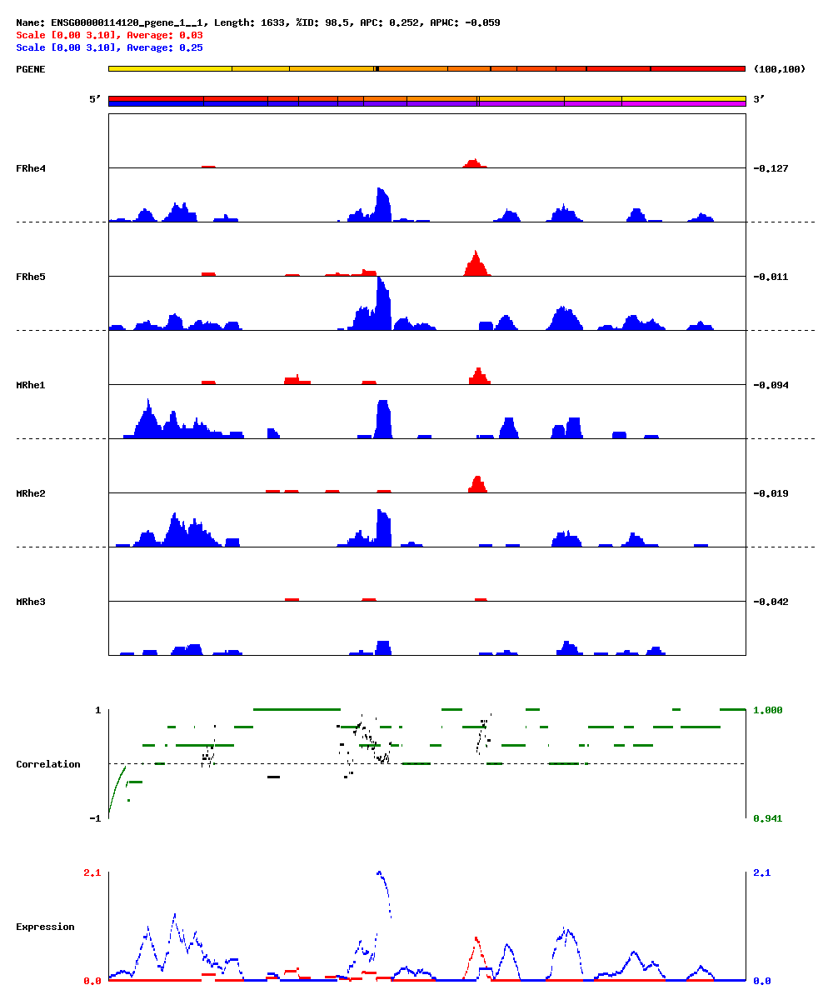 Name: ENSG00000114120_pgene_1__1, Length: 1633, %ID: 98.5, APC: 0.252, APWC: -0.059
Scale [0.00 3.10], Average: 0.03
Scale [0.00 3.10], Average: 0.25
PGENE (100,100)
5' 3'
FRhe4 -0.127
FRhe5 -0.011
MRhe1 -0.094
MRhe2 -0.019
MRhe3 -0.042
1 1.000
Correlation
-1 0.941
2.1 2.1
Expression
0.0 0.0